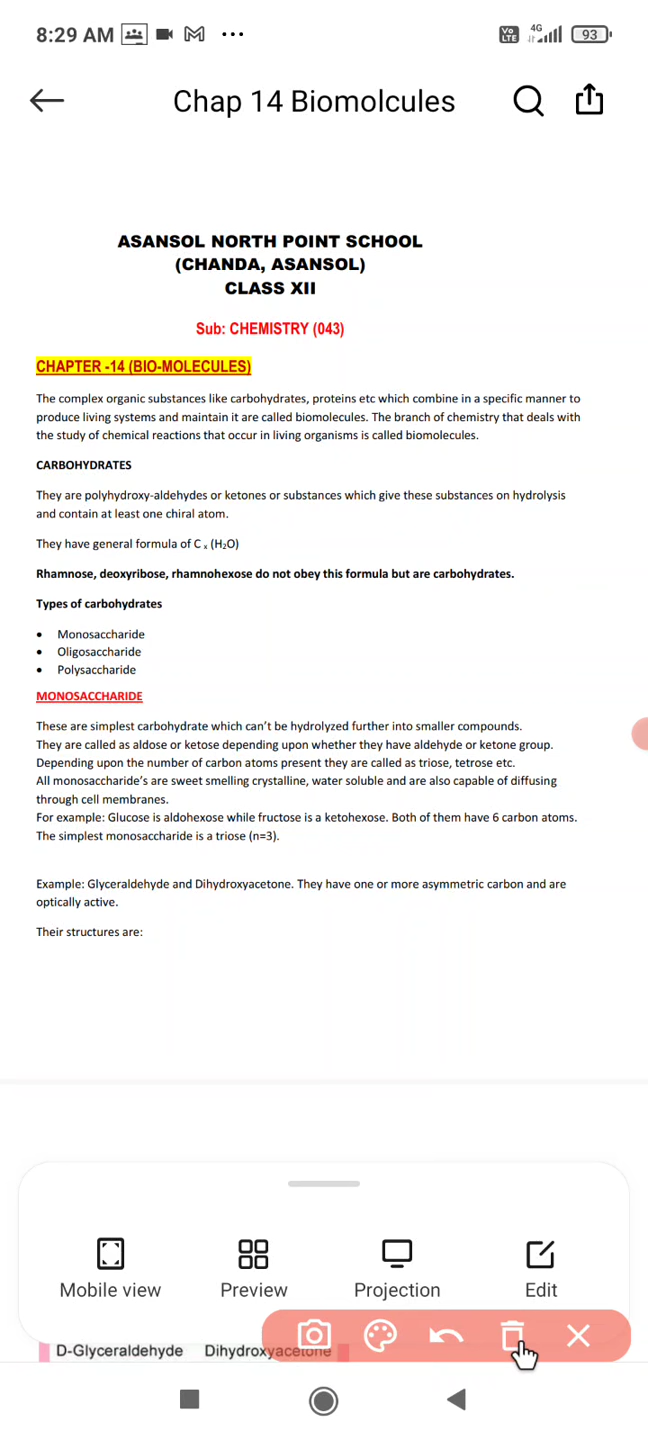 8:29 AM
Vo LTE 4G 93
Chap 14 Biomolcules
ASANSOL NORTH POINT SCHOOL
(CHANDA, ASANSOL)
CLASS XII
Sub: CHEMISTRY (043)
CHAPTER -14 (BIO-MOLECULES)
The complex organic substances like carbohydrates, proteins etc which combine in a specific manner to
produce living systems and maintain it are called biomolecules. The branch of chemistry that deals with
the study of chemical reactions that occur in living organisms is called biomolecules.
CARBOHYDRATES
They are polyhydroxy-aldehydes or ketones or substances which give these substances on hydrolysis
and contain at least one chiral atom.
They have general formula of C ₓ (H₂O)
Rhamnose, deoxyribose, rhamnohexose do not obey this formula but are carbohydrates.
Types of carbohydrates
• Monosaccharide
• Oligosaccharide
• Polysaccharide
MONOSACCHARIDE
These are simplest carbohydrate which can’t be hydrolyzed further into smaller compounds.
They are called as aldose or ketose depending upon whether they have aldehyde or ketone group.
Depending upon the number of carbon atoms present they are called as triose, tetrose etc.
All monosaccharide’s are sweet smelling crystalline, water soluble and are also capable of diffusing
through cell membranes.
For example: Glucose is aldohexose while fructose is a ketohexose. Both of them have 6 carbon atoms.
The simplest monosaccharide is a triose (n=3).
Example: Glyceraldehyde and Dihydroxyacetone. They have one or more asymmetric carbon and are
optically active.
Their structures are:
Mobile view Preview Projection Edit
D-Glyceraldehyde Dihydroxyacetone